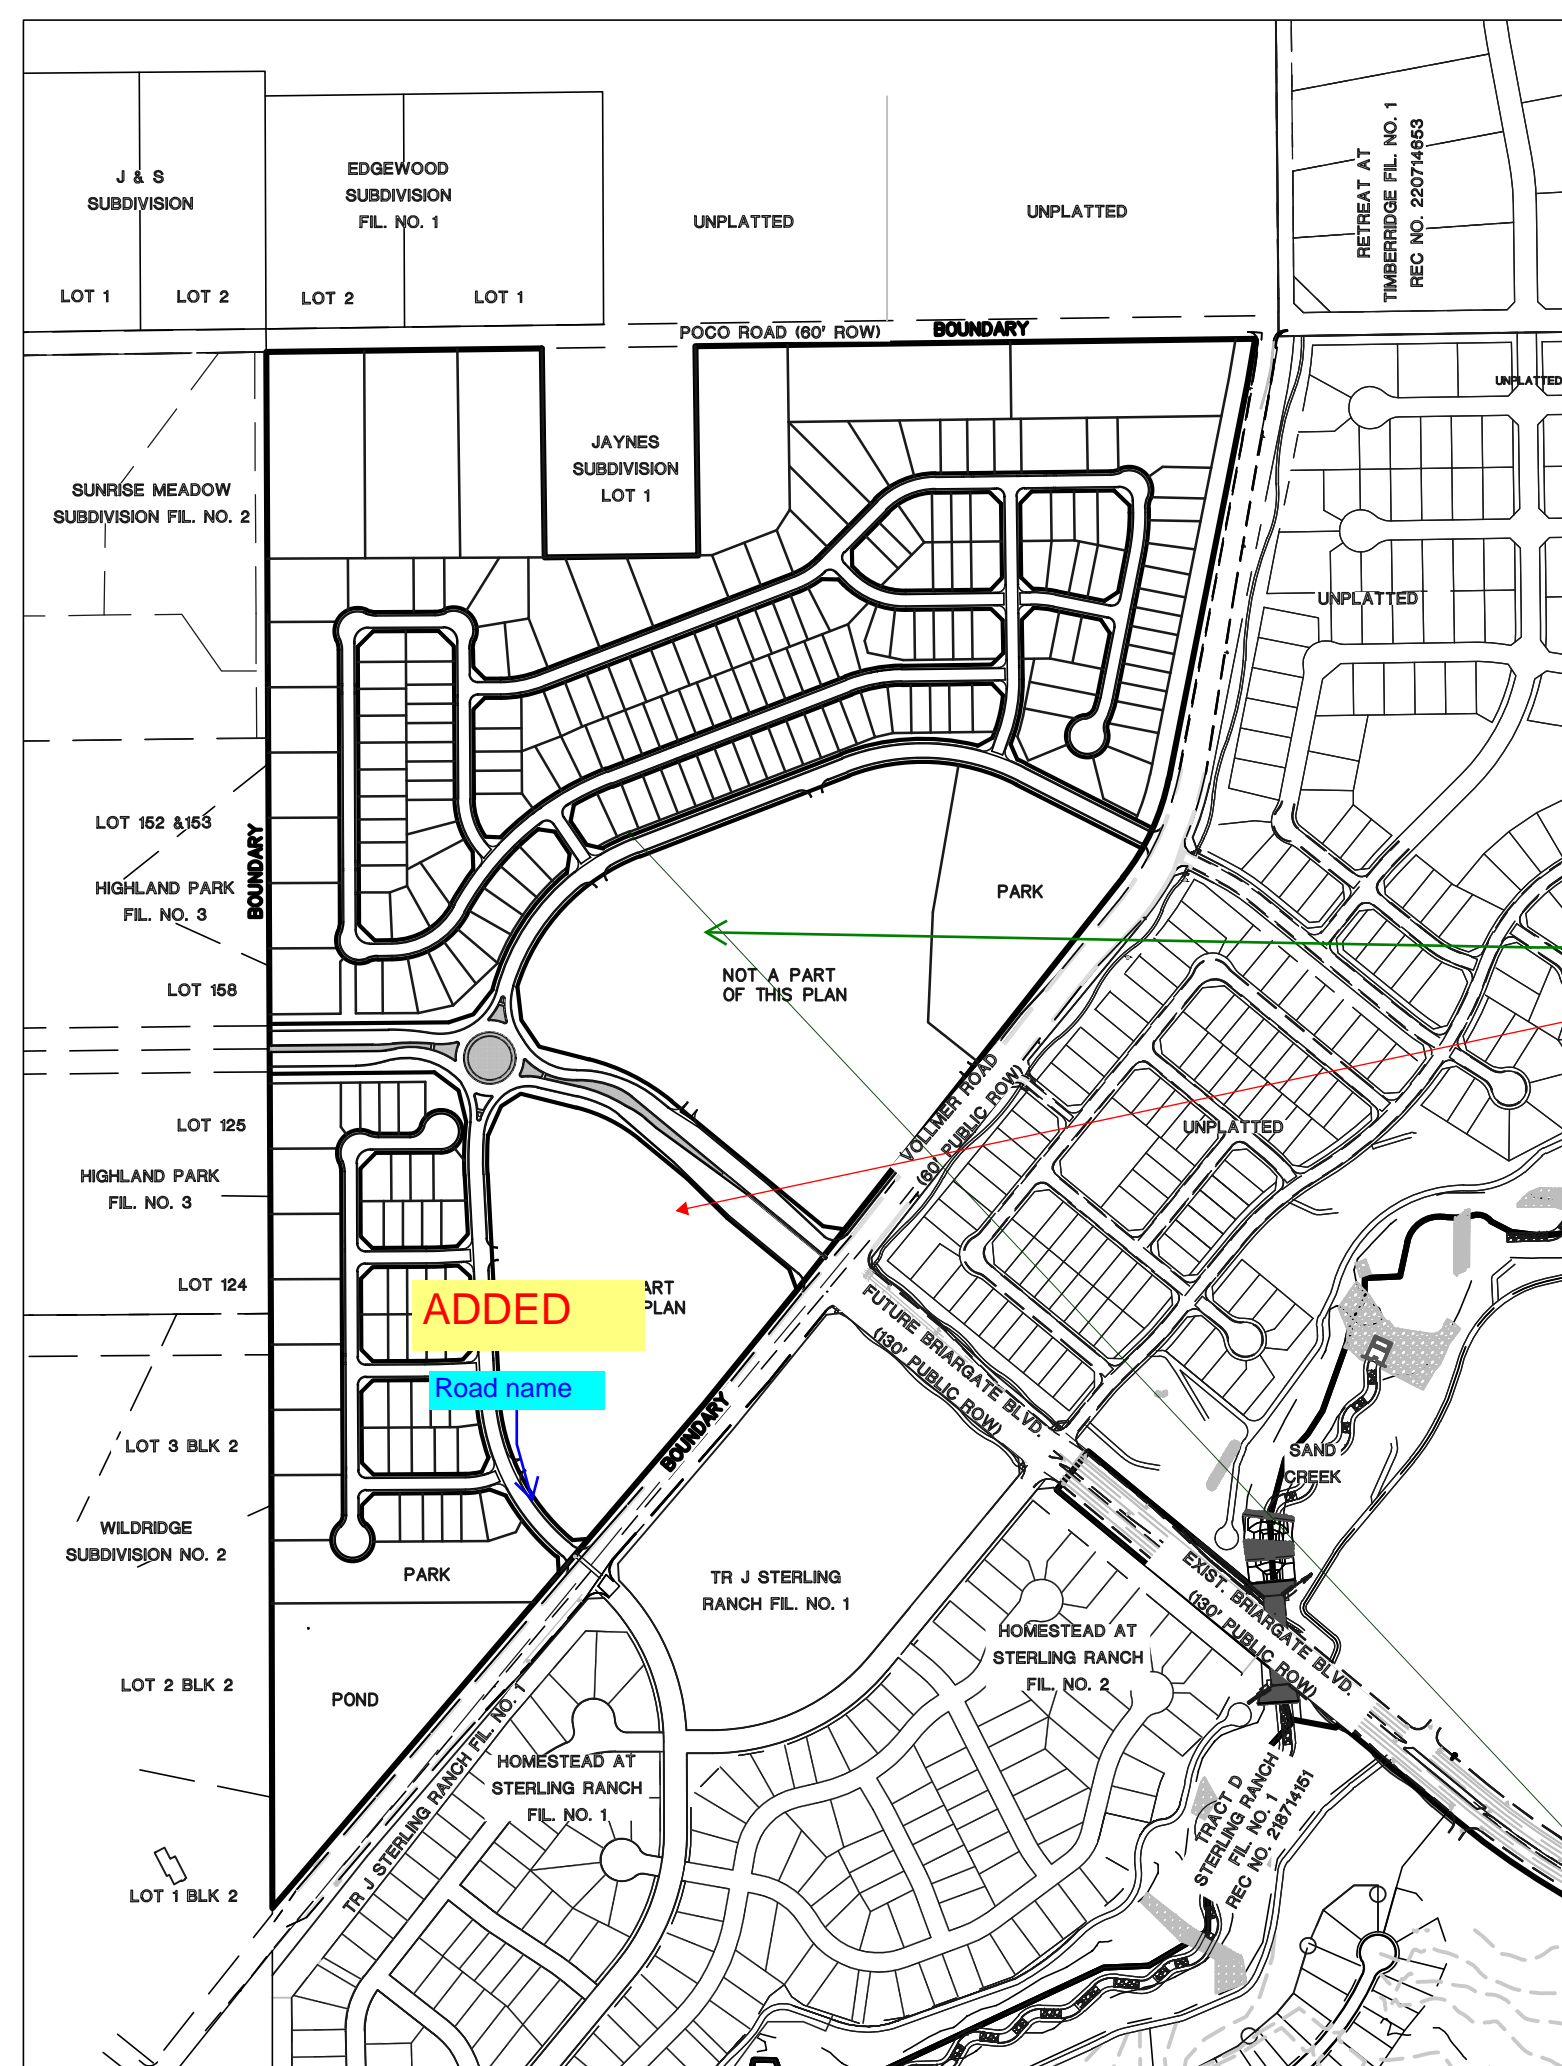 J & S
SUBDIVISION
LOT 1
LOT 2
EDGEWOOD
SUBDIVISION
FIL. NO. 1
LOT 2
LOT 1
UNPLATTED
UNPLATTED
RETREAT AT
TIMBERRIDGE FIL. NO. 1
REC NO. 220714653
POCO ROAD (60' ROW)
BOUNDARY
UNPLATTED
JAYNES
SUBDIVISION
LOT 1
SUNRISE MEADOW
SUBDIVISION FIL. NO. 2
UNPLATTED
LOT 152 &153
HIGHLAND PARK
FIL. NO. 3
BOUNDARY
LOT 158
PARK
NOT A PART
OF THIS PLAN
VOLLMER ROAD
(60' PUBLIC ROW)
UNPLATTED
LOT 125
HIGHLAND PARK
FIL. NO. 3
LOT 124
ART
PLAN
ADDED
Road name
FUTURE BRIARGATE BLVD.
(130' PUBLIC ROW)
BOUNDARY
LOT 3 BLK 2
WILDRIDGE
SUBDIVISION NO. 2
SAND
CREEK
PARK
TR J STERLING
RANCH FIL. NO. 1
EXIST. BRIARGATE BLVD.
(130' PUBLIC ROW)
HOMESTEAD AT
STERLING RANCH
FIL. NO. 2
LOT 2 BLK 2
POND
TR J STERLING RANCH FIL. NO. 1
HOMESTEAD AT
STERLING RANCH
FIL. NO. 1
TRACT D
STERLING RANCH
FIL. NO. 1
REC NO. 218714151
LOT 1 BLK 2